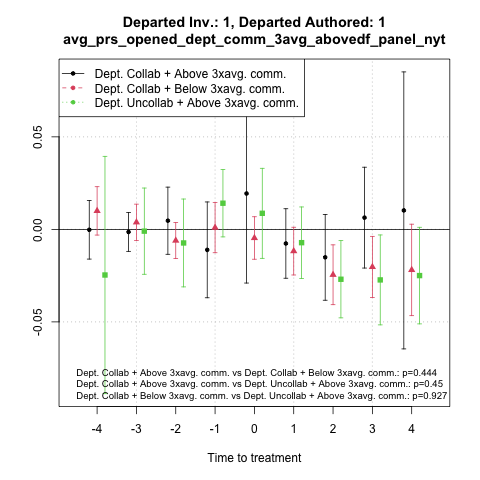 Departed Inv.: 1, Departed Authored: 1
avg_prs_opened_dept_comm_3avg_abovedf_panel_nyt
Dept. Collab + Above 3xavg. comm.
Dept. Collab + Below 3xavg. comm.
Dept. Uncollab + Above 3xavg. comm.
0.05
0.00
-0.05
Dept. Collab + Above 3xavg. comm. vs Dept. Collab + Below 3xavg. comm.: p=0.444
Dept. Collab + Above 3xavg. comm. vs Dept. Uncollab + Above 3xavg. comm.: p=0.45
Dept. Collab + Below 3xavg. comm. vs Dept. Uncollab + Above 3xavg. comm.: p=0.927
-4 -3 -2 -1 0 1 2 3 4
Time to treatment